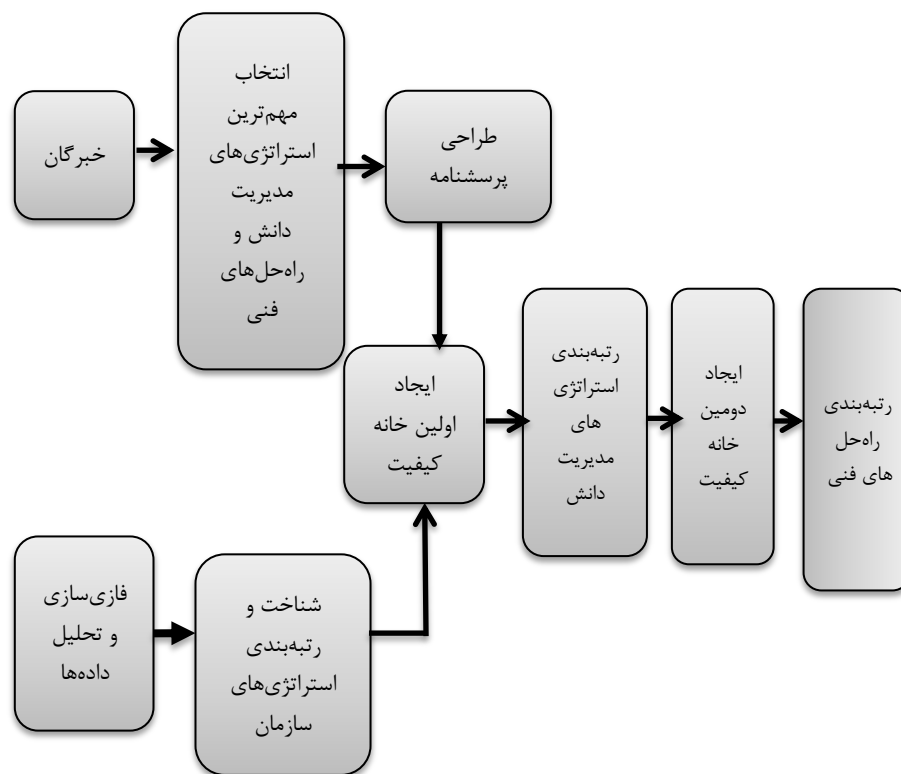 خبرگان
انتخاب
مهم‌ترین
استراتژی‌های
مدیریت
دانش و
راه‌حل‌های
فنی
طراحی
پرسشنامه
ایجاد
اولین خانه
کیفیت
رتبه‌بندی
استراتژی
های
مدیریت
دانش
ایجاد
دومین
خانه
کیفیت
رتبه‌بندی
راه‌حل
های فنی
فازی‌سازی
و تحلیل
داده‌ها
شناخت و
رتبه‌بندی
استراتژی‌های
سازمان